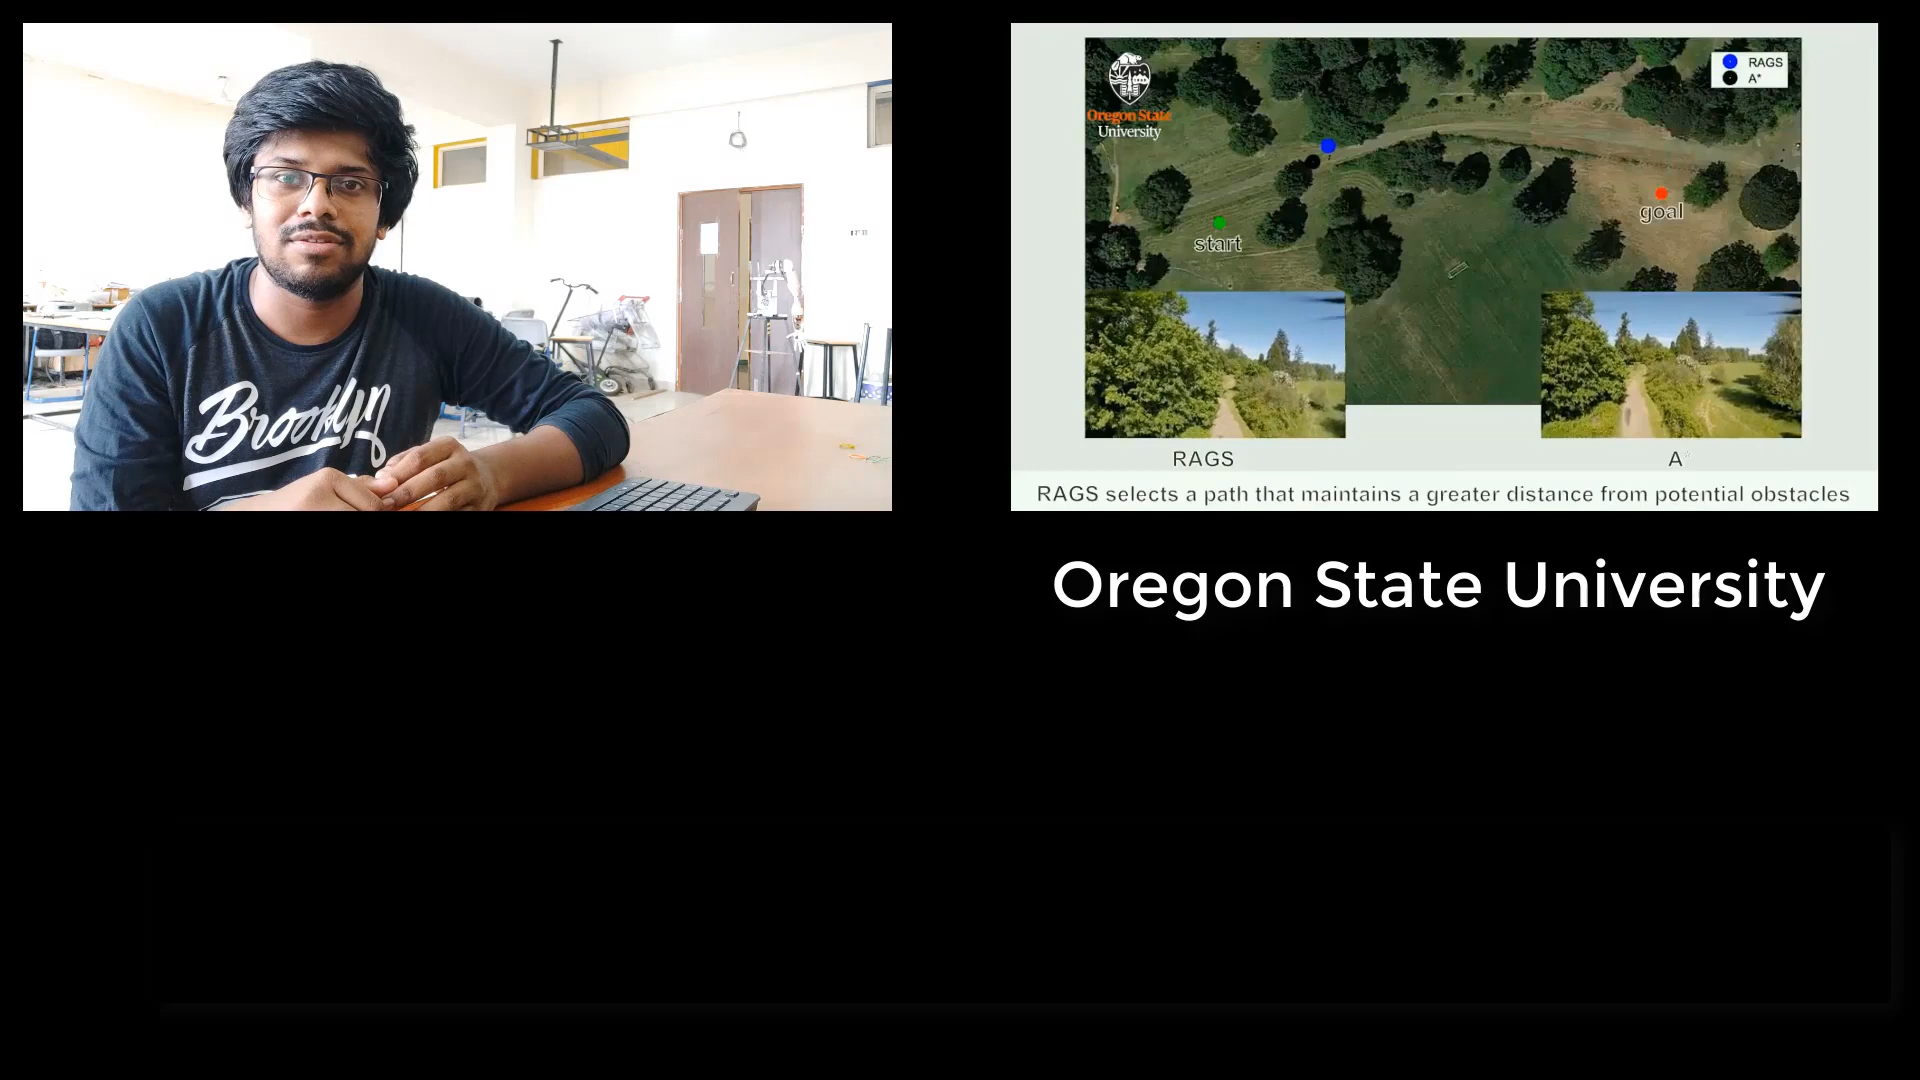 Brooklyn
Oregon State
University
RAGS
A*
start
goal
RAGS
A*
RAGS selects a path that maintains a greater distance from potential obstacles
Oregon State University